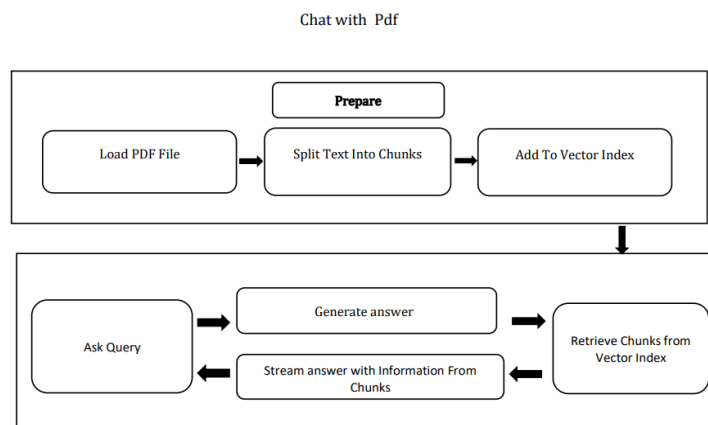 Chat with Pdf
Prepare
Load PDF File
Split Text Into Chunks
Add To Vector Index
Ask Query
Generate answer
Retrieve Chunks from
Vector Index
Stream answer with Information From
Chunks